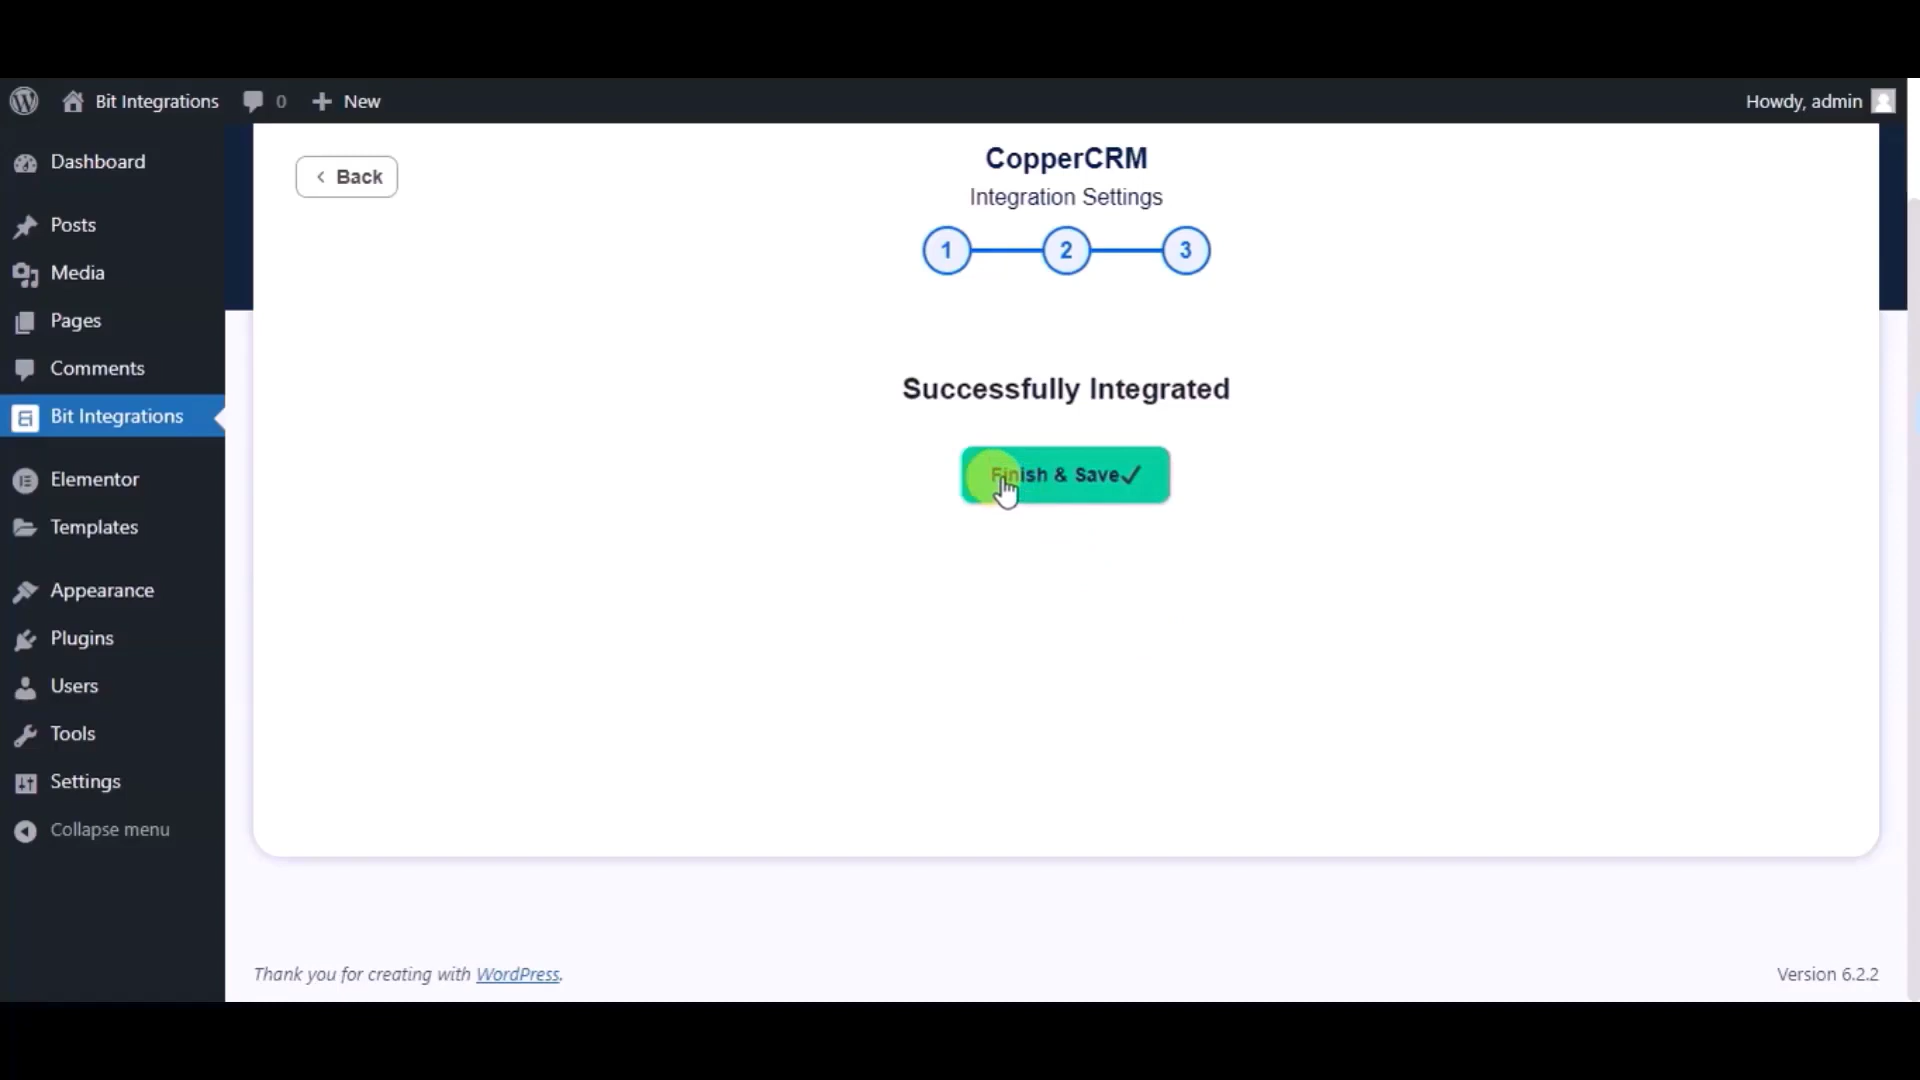 Bit Integrations
0
New
Howdy, admin
Dashboard
Posts
Media
Pages
Comments
Bit Integrations
Elementor
Templates
Appearance
Plugins
Users
Tools
Settings
Collapse menu
Back
CopperCRM
Integration Settings
1 2 3
Successfully Integrated
Finish & Save
Thank you for creating with WordPress.
Version 6.2.2